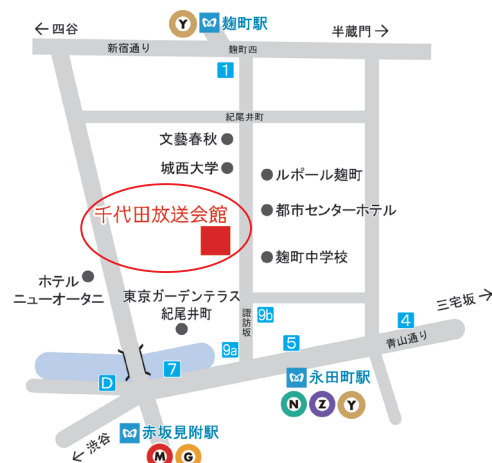 Y 麹町駅
←四谷
半蔵門→
新宿通り
麹町四
1
紀尾井町
文藝春秋
城西大学
ルポール麹町
千代田放送会館
都市センターホテル
麹町中学校
ホテル
ニューオータニ
東京ガーデンテラス
紀尾井町
三宅坂→
諏訪坂
9b
4
青山通り
9a
5
7
D
永田町駅
N Z Y
赤坂見附駅
M G
←渋谷